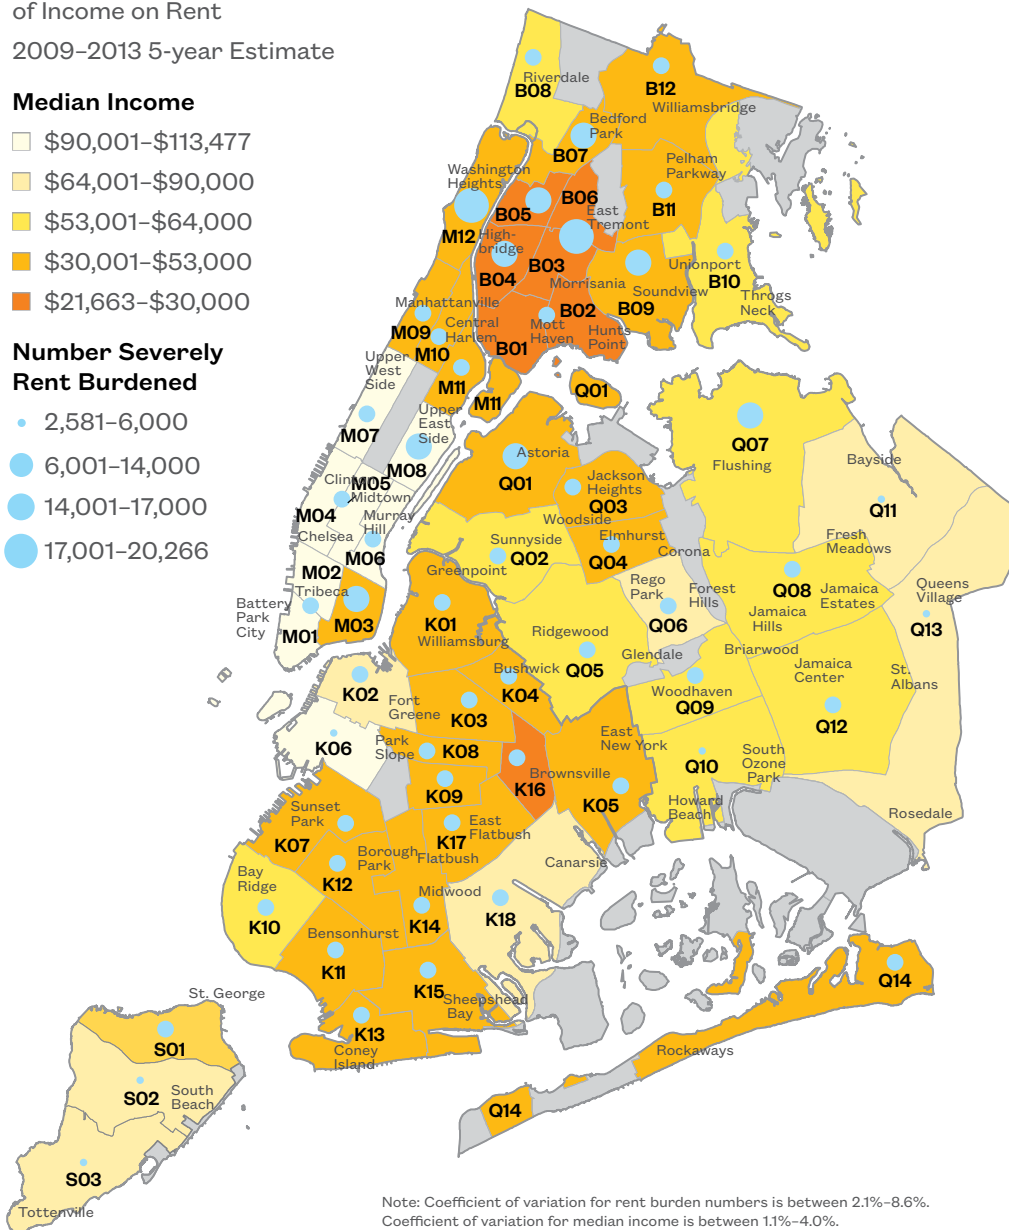 of Income on Rent
2009–2013 5-year Estimate
Median Income
$90,001–$113,477
$64,001–$90,000
$53,001–$64,000
$30,001–$53,000
$21,663–$30,000
Number Severely
Rent Burdened
2,581–6,000
6,001–14,000
14,001–17,000
17,001–20,266
Riverdale
B08
B12
Williamsbridge
Bedford
Park
B07
Pelham
Parkway
Washington
Heights
B06
B05
East
Tremont
B11
M12
High-
bridge
B04
B03
Unionport
B10
Morrisania
Soundview
Throgs
Neck
Manhattanville
B02
B09
M09
Central
Harlem
Mott
Haven
Hunts
Point
M10
B01
Upper
West
Side
M11
M11
Q01
Upper
East
Side
M07
M08
Q07
Flushing
Astoria
Q01
Bayside
Clinton
M05
Midtown
Jackson
Heights
Q03
Q11
M04
Murray
Hill
Woodside
Chelsea
Elmhurst
Sunnyside
Q02
Q04
Corona
Fresh
Meadows
M06
Greenpoint
M02
Tribeca
Rego
Park
Forest
Hills
Q08
Jamaica
Estates
Queens
Village
Battery
Park
City
M01
M03
K01
Williamsburg
Q06
Jamaica
Hills
Q13
Ridgewood
Q05
Glendale
Briarwood
Bushwick
K04
K02
Fort
Greene
Woodhaven
Q09
Jamaica
Center
St.
Albans
K03
Q12
K06
Park
Slope
K08
East
New York
Q10
South
Ozone
Park
Brownsville
K09
K16
K05
Howard
Beach
Rosedale
Sunset
Park
K07
East
Flatbush
K17
Borough
Park
Flatbush
Canarsie
K12
Bay
Ridge
Midwood
K10
K14
K18
Bensonhurst
K11
K15
Q14
St. George
Sheepshead
Bay
K13
Coney
Island
S01
Rockaways
S02
South
Beach
Q14
S03
Tottenville
Note: Coefficient of variation for rent burden numbers is between 2.1%–8.6%.
Coefficient of variation for median income is between 1.1%–4.0%.